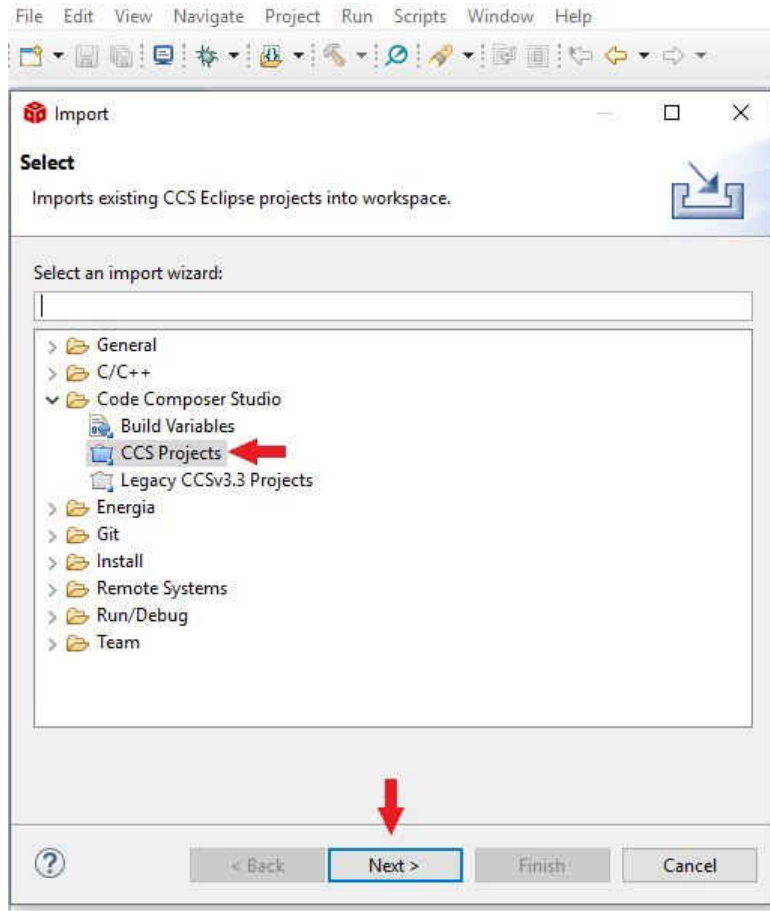 File Edit View Navigate Project Run Scripts Window Help
Import
Select
Imports existing CCS Eclipse projects into workspace.
Select an import wizard:
General
C/C++
Code Composer Studio
Build Variables
CCS Projects
Legacy CCSv3.3 Projects
Energia
Git
Install
Remote Systems
Run/Debug
Team
< Back Next > Finish Cancel